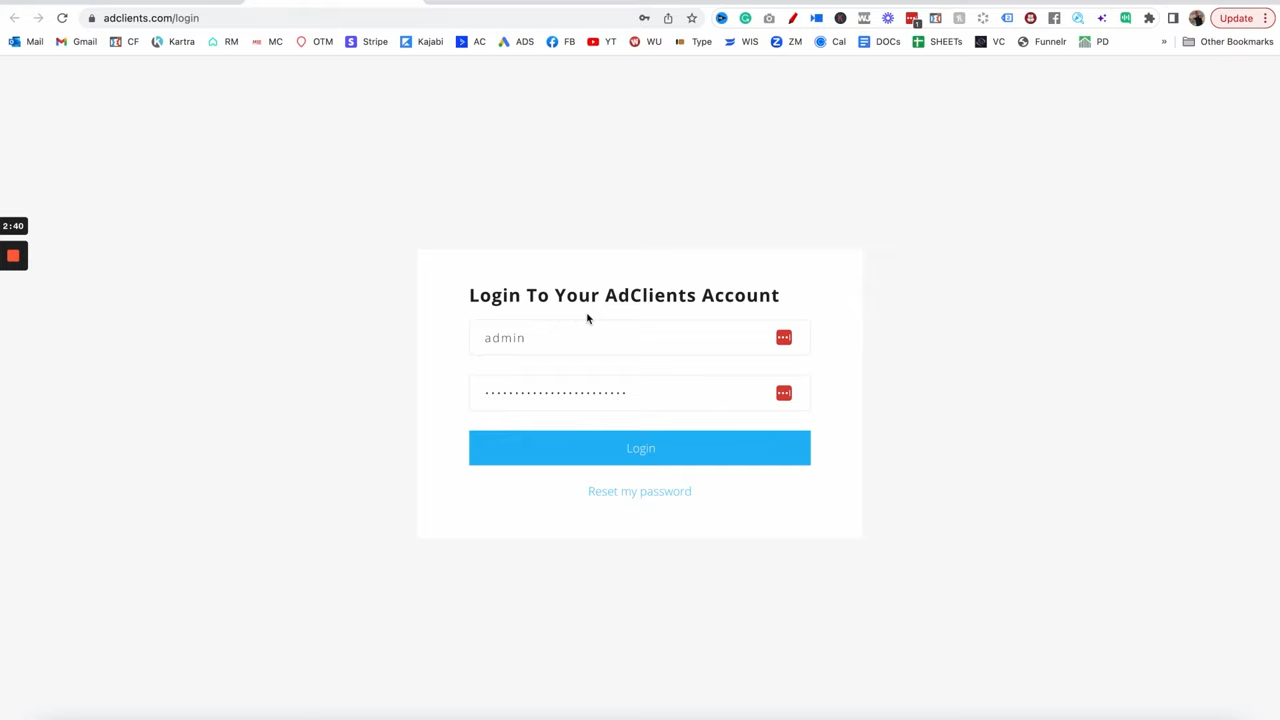 adclients.com/login
Update
Mail Gmail CF Kartra RM MC OTM Stripe Kajabi AC ADS FB YT WU Type WIS ZM Cal DOCs SHEETs VC Funnelr PD » Other Bookmarks
2:40
Login To Your AdClients Account
admin
Login
Reset my password